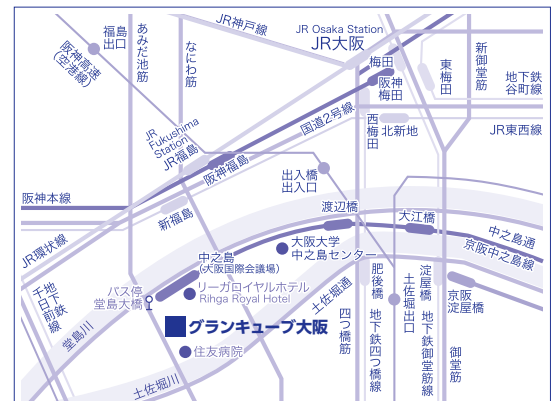 福島
出口
あみだ池筋
なにわ筋
JR神戸線
JR Osaka Station
JR大阪
阪神高速
(空港線)
梅田
阪神
梅田
東梅田
新御堂筋
地下鉄
谷町線
国道2号線
西梅田
北新地
JR東西線
JR
Fukushima
Station
JR福島
阪神福島
出入橋
出入口
阪神本線
新福島
渡辺橋
大江橋
中之島通
京阪中之島線
JR環状線
中之島
(大阪国際会議場)
大阪大学
中之島センター
リーガロイヤルホテル
Rihga Royal Hotel
バス停
堂島大橋
地下鉄
千日前線
堂島川
土佐堀通
肥後橋
地下鉄四つ橋線
四つ橋筋
土佐堀出口
淀屋橋
地下鉄御堂筋線
京阪
淀屋橋
御堂筋
グランキューブ大阪
住友病院
土佐堀川